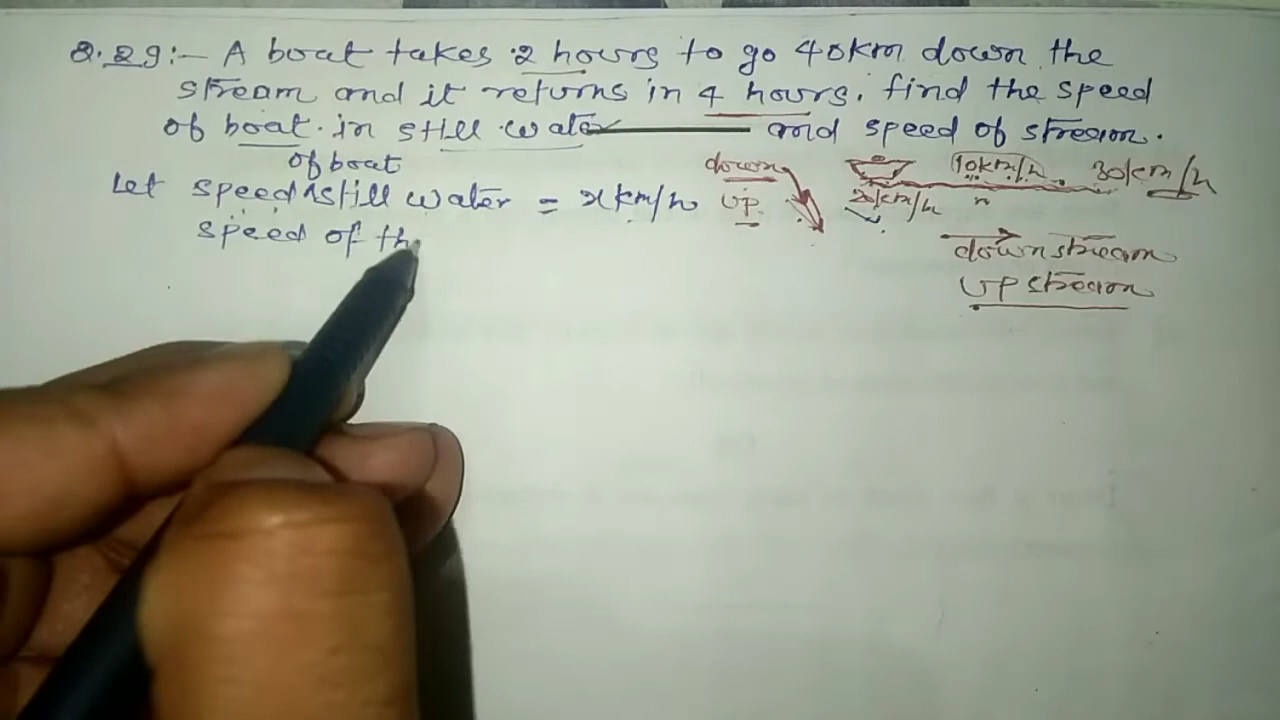 Q.29:- A boat takes 2 hours to go 40km down the
stream and it returns in 4 hours. find the speed
of boat in still water and speed of stream.
of boat
Let speed still water = x km/h
speed of th
down
up
10km/h
30km/h
20km/h
downstream
upstream